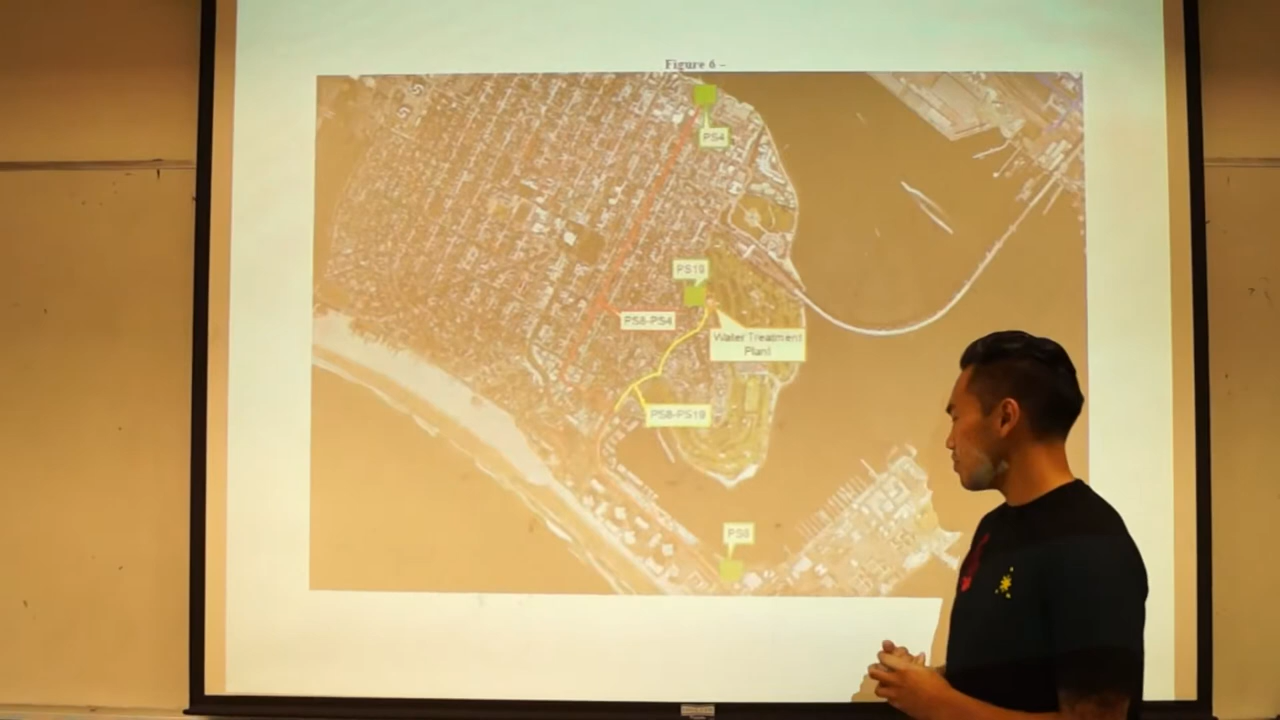 Figure 6 –
PS4
PS19
PS8-PS4
Water Treatment
Plant
PS8-PS19
PS8